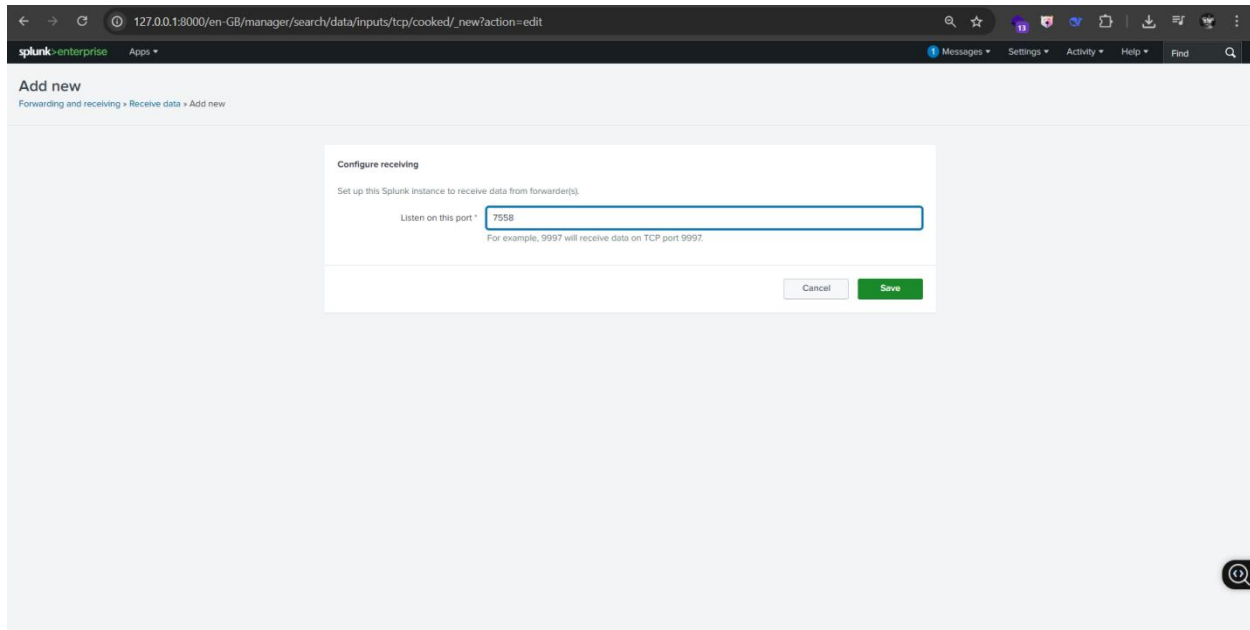 127.0.0.1:8000/en-GB/manager/search/data/inputs/tcp/cooked/_new?action=edit
13
splunk>enterprise Apps ▾ 1 Messages ▾ Settings ▾ Activity ▾ Help ▾ Find
Add new
Forwarding and receiving » Receive data » Add new
Configure receiving
Set up this Splunk instance to receive data from forwarder(s).
Listen on this port * 7558
For example, 9997 will receive data on TCP port 9997.
Cancel Save